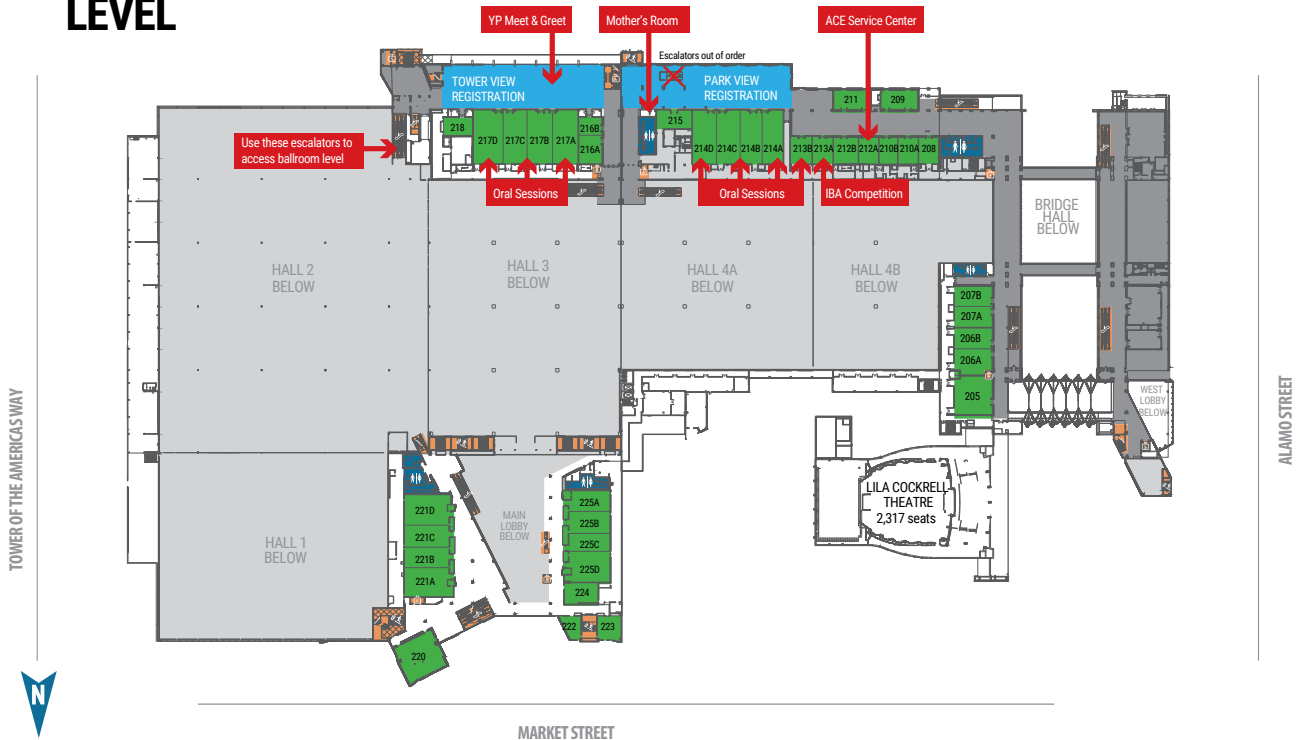 LEVEL
YP Meet & Greet
Mother's Room
ACE Service Center
Escalators out of order
TOWER VIEW
REGISTRATION
PARK VIEW
REGISTRATION
211
209
218
217D
217C
217B
217A
216B
216A
215
214D
214C
214B
214A
213B
213A
212B
212A
210B
210A
208
Use these escalators to
access ballroom level
Oral Sessions
Oral Sessions
IBA Competition
BRIDGE
HALL
BELOW
HALL 2
BELOW
HALL 3
BELOW
HALL 4A
BELOW
HALL 4B
BELOW
207B
207A
206B
206A
205
WEST
LOBBY
BELOW
TOWER OF THE AMERICAS WAY
ALAMO STREET
LILA COCKRELL
THEATRE
2,317 seats
HALL 1
BELOW
MAIN
LOBBY
BELOW
221D
221C
221B
221A
225A
225B
225C
225D
224
222
223
220
N
MARKET STREET